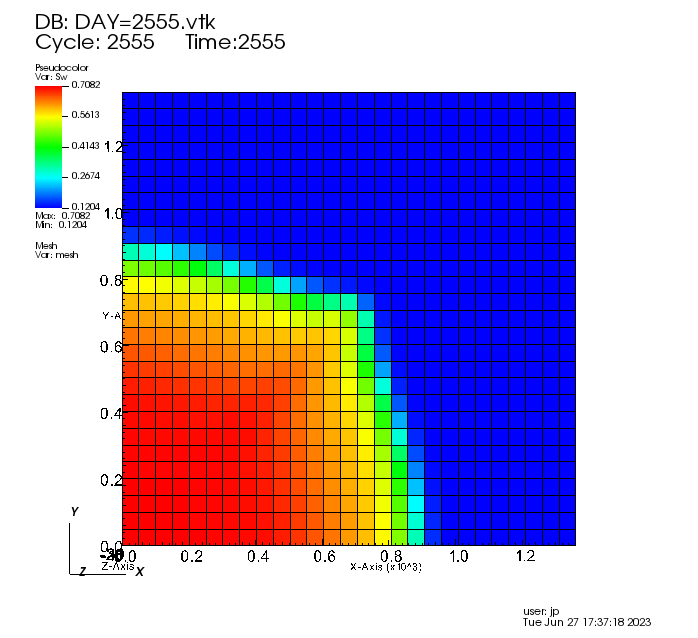 DB: DAY=2555.vtk
Cycle: 2555 Time:2555
Pseudocolor
Var: Sw
0.7082
0.5613
0.4143
0.2674
0.1204
Max: 0.7082
Min: 0.1204
Mesh
Var: mesh
1.2
1.0
0.8
Y-A
0.6
0.4
0.2
0.0
0.0 0.2 0.4 0.6 0.8 1.0 1.2
Z-Axis
X-Axis (x10^3)
Y
Z X
user: jp
Tue Jun 27 17:37:18 2023